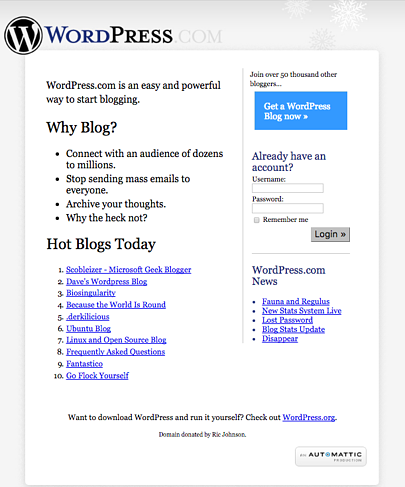 WORDPRESS.COM
WordPress.com is an easy and powerful
way to start blogging.
Why Blog?
• Connect with an audience of dozens
to millions.
• Stop sending mass emails to
everyone.
• Archive your thoughts.
• Why the heck not?
Hot Blogs Today
1. Scobleizer - Microsoft Geek Blogger
2. Dave's Wordpress Blog
3. Biosingularity
4. Because the World Is Round
5. .derkilicious
6. Ubuntu Blog
7. Linux and Open Source Blog
8. Frequently Asked Questions
9. Fantastico
10. Go Flock Yourself
Join over 50 thousand other
bloggers...
Get a WordPress
Blog now »
Already have an
account?
Username:
Password:
Remember me
Login »
WordPress.com
News
• Fauna and Regulus
• New Stats System Live
• Lost Password
• Blog Stats Update
• Disappear
Want to download WordPress and run it yourself? Check out WordPress.org.
Domain donated by Ric Johnson.
AN AUTOMATTIC
PRODUCTION